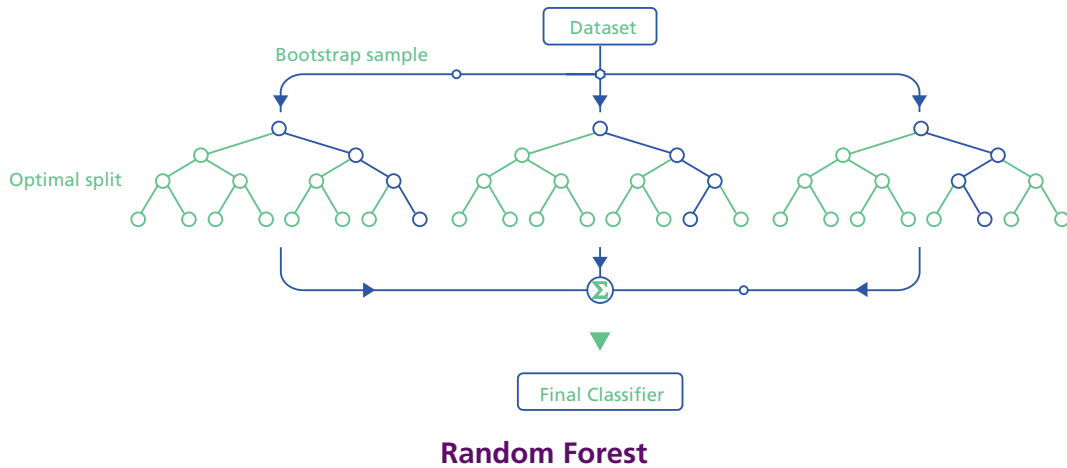 Dataset
Bootstrap sample
Optimal split
Σ
Final Classifier
Random Forest